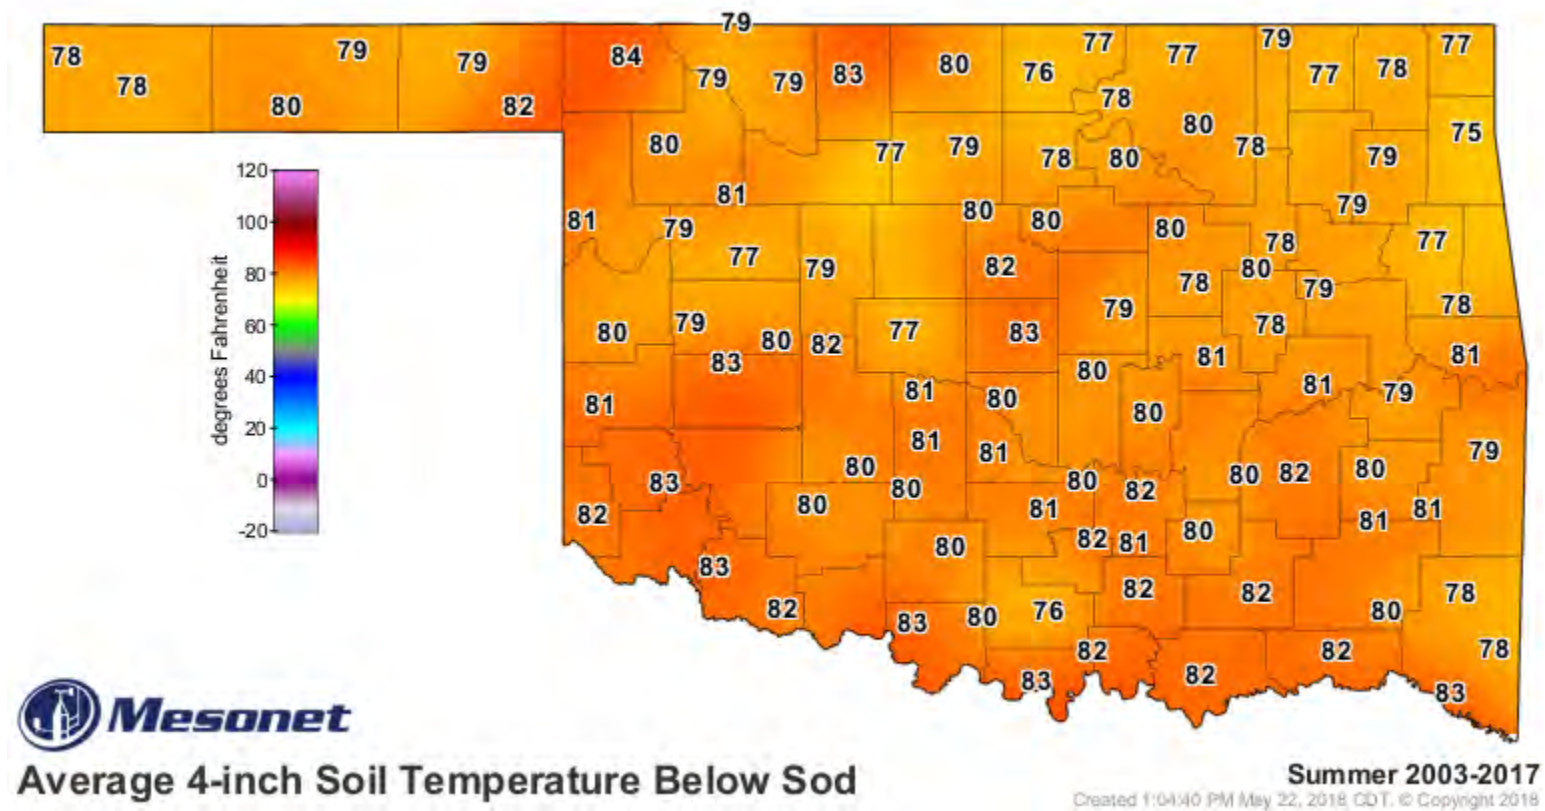 79
78 79 79 84 79 79 83 80 76 77 77 79 77 78 77
78 80 82 78
80 77 79 78 80 80 78 79 75
81 79
81 79 80 80 80 78 77
77 79 82 78 80 79 78
80 79 80 82 77 83 79 78
83 81 81
81 81 80 80 80 81 79
81 81 79
83 80 80 80 82 80 82 80
82 80 81 81 81
80 82 81 80
83 82 82 78
82 83 80 76 80
82 82 82 78
83 83
120
100
80
60
40
20
0
-20
degrees Fahrenheit
Mesonet
Average 4-inch Soil Temperature Below Sod
Summer 2003-2017
Created 1:04:40 PM May 22, 2018 CDT. © Copyright 2018